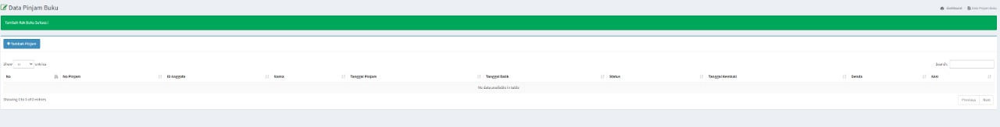 Data Pinjam Buku
Dashboard - Data Pinjam Buku
Tambah Rak Buku Sukses !
+ Tambah Pinjam
Show 10 entries
Search:
No No Pinjam ID Anggota Nama Tanggal Pinjam Tanggal Balik Status Tanggal Kembali Denda Aksi
No data available in table
Showing 0 to 0 of 0 entries
Previous Next